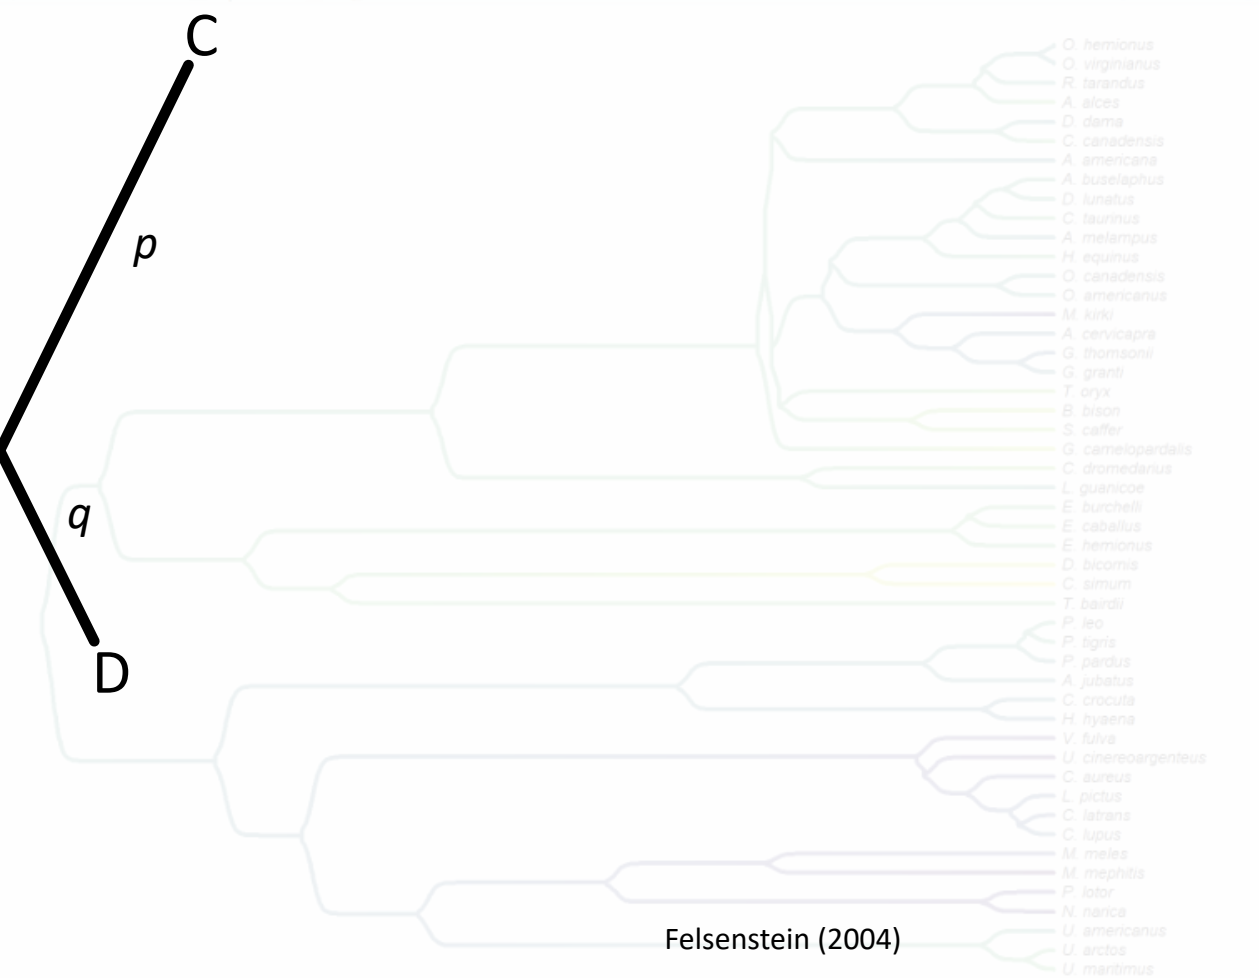 C
p
q
D
O. hemionus
O. virginianus
R. tarandus
A. alces
D. dama
C. canadensis
A. americana
A. buselaphus
D. lunatus
C. taurinus
A. melampus
H. equinus
O. canadensis
O. americanus
M. kirki
A. cervicapra
G. thomsonii
G. granti
T. oryx
B. bison
S. caffer
G. camelopardalis
C. dromedarius
L. guanicoe
E. burchelli
E. caballus
E. hemionus
D. bicornis
C. simum
T. bairdii
P. leo
P. tigris
P. pardus
A. jubatus
C. crocuta
H. hyaena
V. fulva
U. cinereoargenteus
C. aureus
L. pictus
C. latrans
C. lupus
M. meles
M. mephitis
P. lotor
N. narica
U. americanus
U. arctos
U. maritimus
Felsenstein (2004)